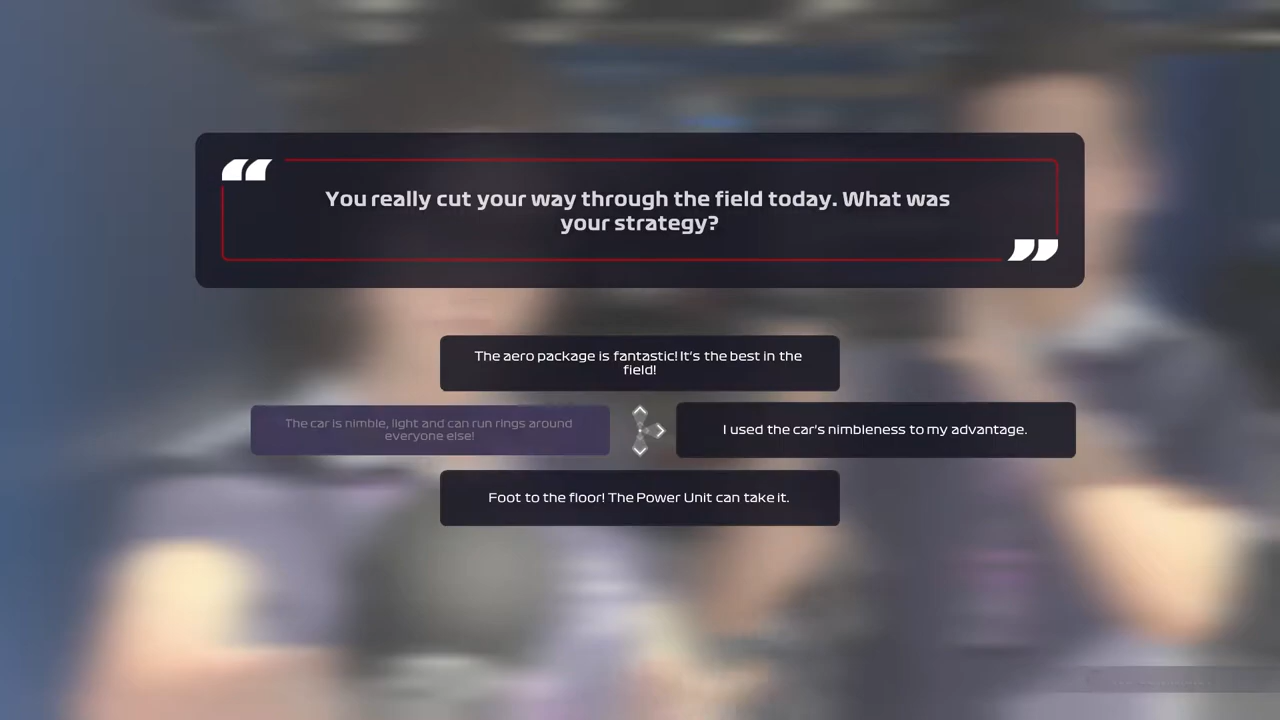 You really cut your way through the field today. What was
your strategy?
The aero package is fantastic! It's the best in the
field!
The car is nimble, light and can run rings around
everyone else!
I used the car's nimbleness to my advantage.
Foot to the floor! The Power Unit can take it.